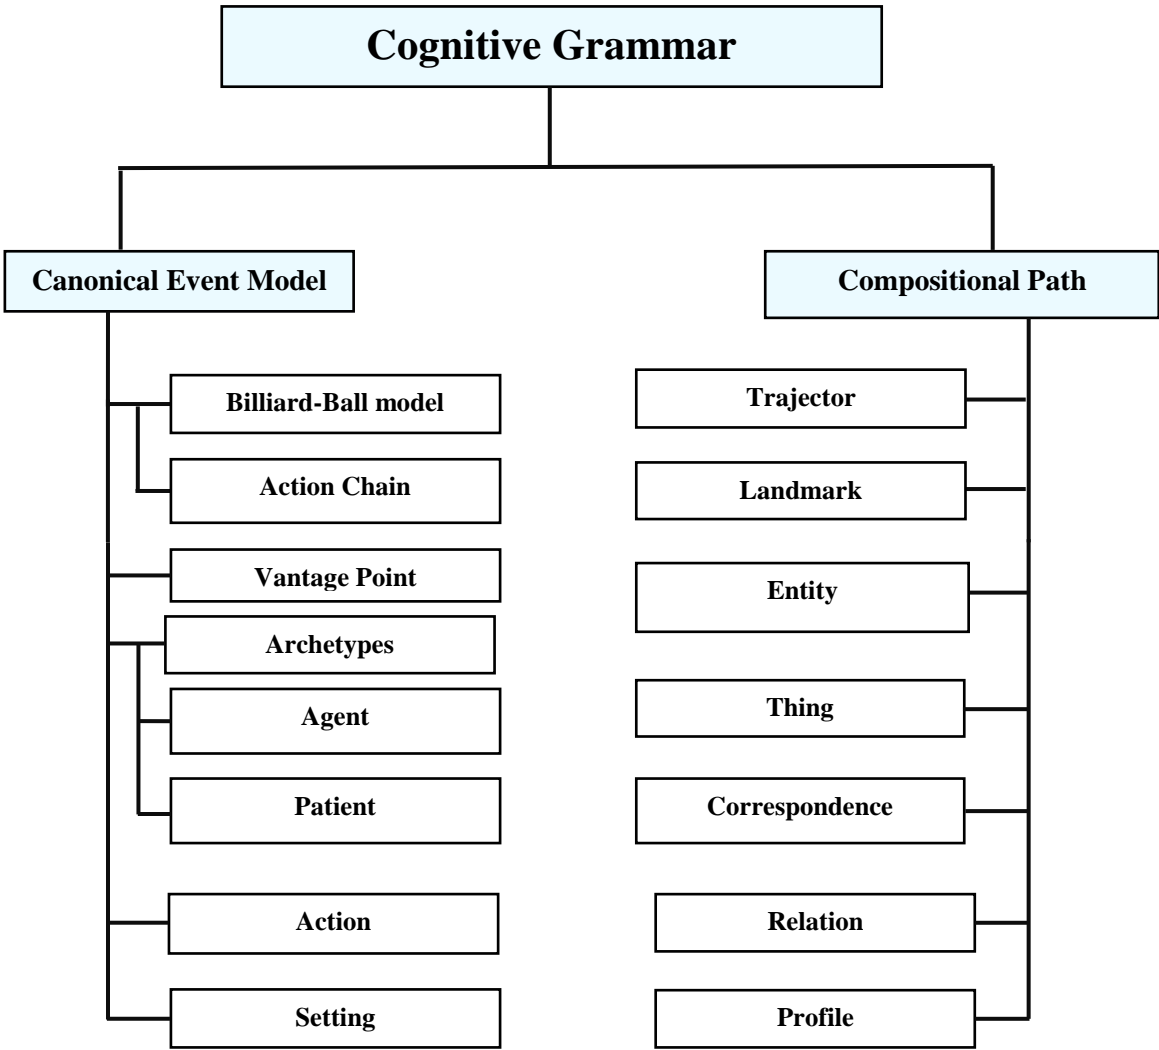 Cognitive Grammar
Canonical Event Model
Billiard-Ball model
Action Chain
Vantage Point
Archetypes
Agent
Patient
Action
Setting
Compositional Path
Trajector
Landmark
Entity
Thing
Correspondence
Relation
Profile